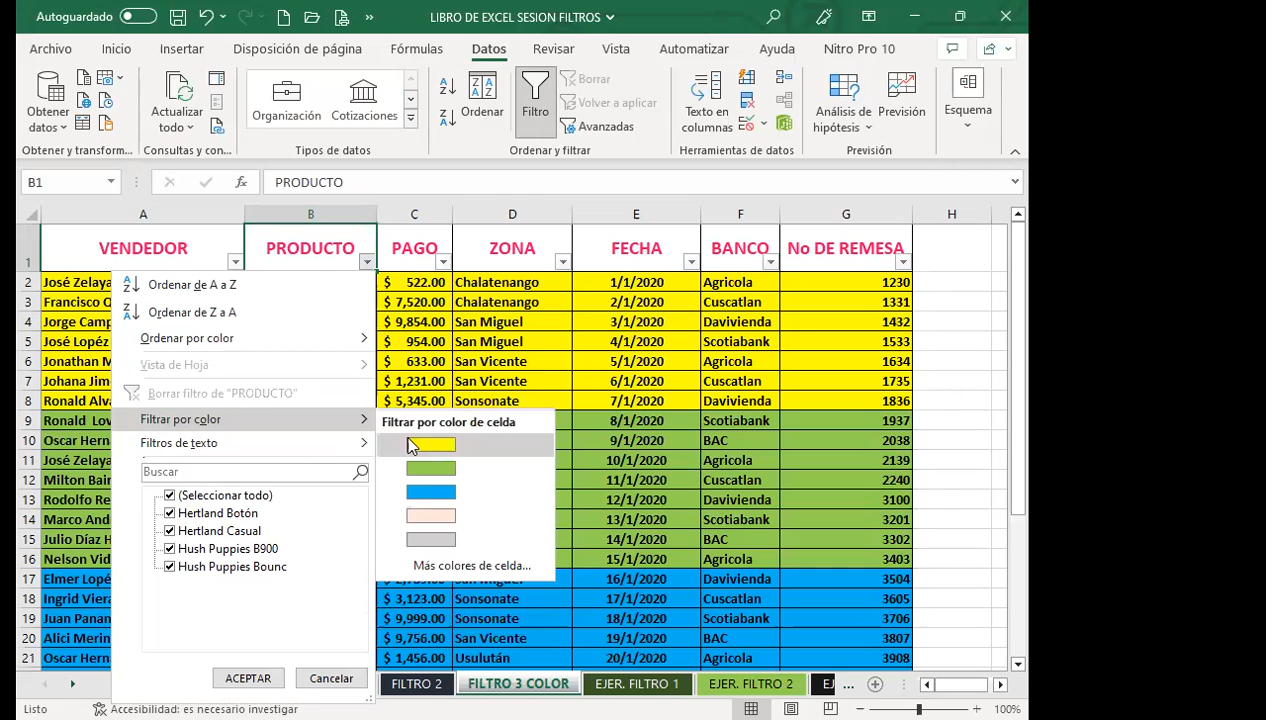 Autoguardado LIBRO DE EXCEL SESION FILTROS
Archivo Inicio Insertar Disposición de página Fórmulas Datos Revisar Vista Automatizar Ayuda Nitro Pro 10
Obtener datos Actualizar todo Organización Cotizaciones Ordenar Filtro Borrar Volver a aplicar Avanzadas Texto en columnas Análisis de hipótesis Previsión Esquema
Obtener y transform... Consultas y con... Tipos de datos Ordenar y filtrar Herramientas de datos Previsión
B1 fx PRODUCTO
A B C D E F G H
1 VENDEDOR PRODUCTO PAGO ZONA FECHA BANCO No DE REMESA
2 José Zelaya $ 522.00 Chalatenango 1/1/2020 Agricola 1230
3 Francisco Q $ 7,520.00 Chalatenango 2/1/2020 Cuscatlan 1331
4 Jorge Camp $ 9,854.00 San Miguel 3/1/2020 Davivienda 1432
5 José Lopéz $ 954.00 San Miguel 4/1/2020 Scotiabank 1533
6 Jonathan M $ 633.00 San Vicente 5/1/2020 Agricola 1634
7 Johana Jim $ 1,231.00 San Vicente 6/1/2020 Cuscatlan 1735
8 Ronald Alva $ 5,345.00 Sonsonate 7/1/2020 Davivienda 1836
9 Ronald Lov 8/1/2020 Scotiabank 1937
10 Oscar Hern 9/1/2020 BAC 2038
11 José Zelaya 10/1/2020 Agricola 2139
12 Milton Bair 11/1/2020 Cuscatlan 2240
13 Rodolfo Re 12/1/2020 Davivienda 3100
14 Marco And 13/1/2020 Scotiabank 3201
15 Julio Díaz H 14/1/2020 BAC 3302
16 Nelson Vid 15/1/2020 Agricola 3403
17 Elmer Lopé 16/1/2020 Davivienda 3504
18 Ingrid Viera $ 3,123.00 Sonsonate 17/1/2020 Cuscatlan 3605
19 Juan Panam $ 9,999.00 Sonsonate 18/1/2020 Scotiabank 3706
20 Alici Merin $ 9,756.00 San Vicente 19/1/2020 BAC 3807
21 Oscar Hern $ 1,456.00 Usulután 20/1/2020 Agricola 3908
Ordenar de A a Z
Ordenar de Z a A
Ordenar por color
Vista de Hoja
Borrar filtro de "PRODUCTO"
Filtrar por color
Filtros de texto
Buscar
(Seleccionar todo)
Hertland Botón
Hertland Casual
Hush Puppies B900
Hush Puppies Bounc
ACEPTAR Cancelar
Filtrar por color de celda
Más colores de celda...
FILTRO 2 FILTRO 3 COLOR EJER. FILTRO 1 EJER. FILTRO 2 EJ ...
Listo Accesibilidad: es necesario investigar 100%